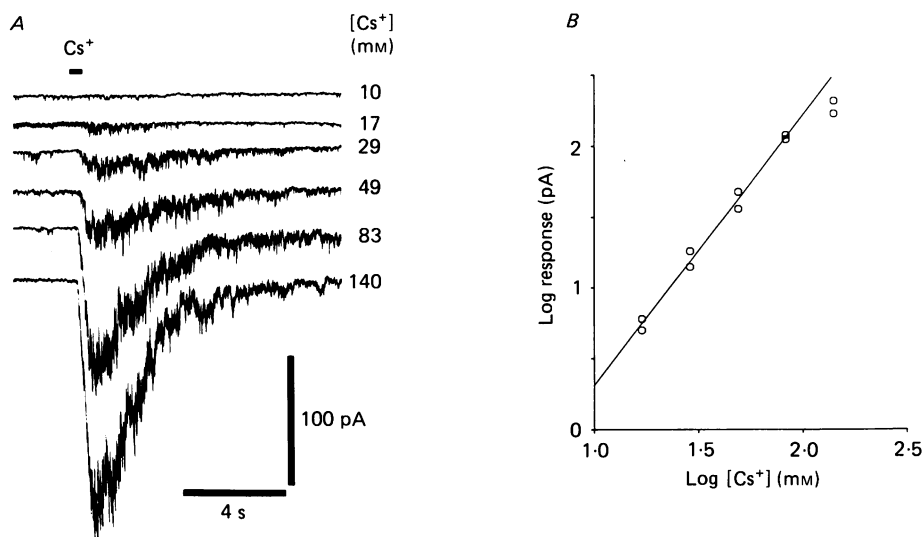 A
Cs⁺
[Cs⁺]
(mM)
10
17
29
49
83
140
100 pA
4 s
B
Log response (pA)
2
1
0
1·0
1·5
2·0
2·5
Log [Cs⁺] (mM)